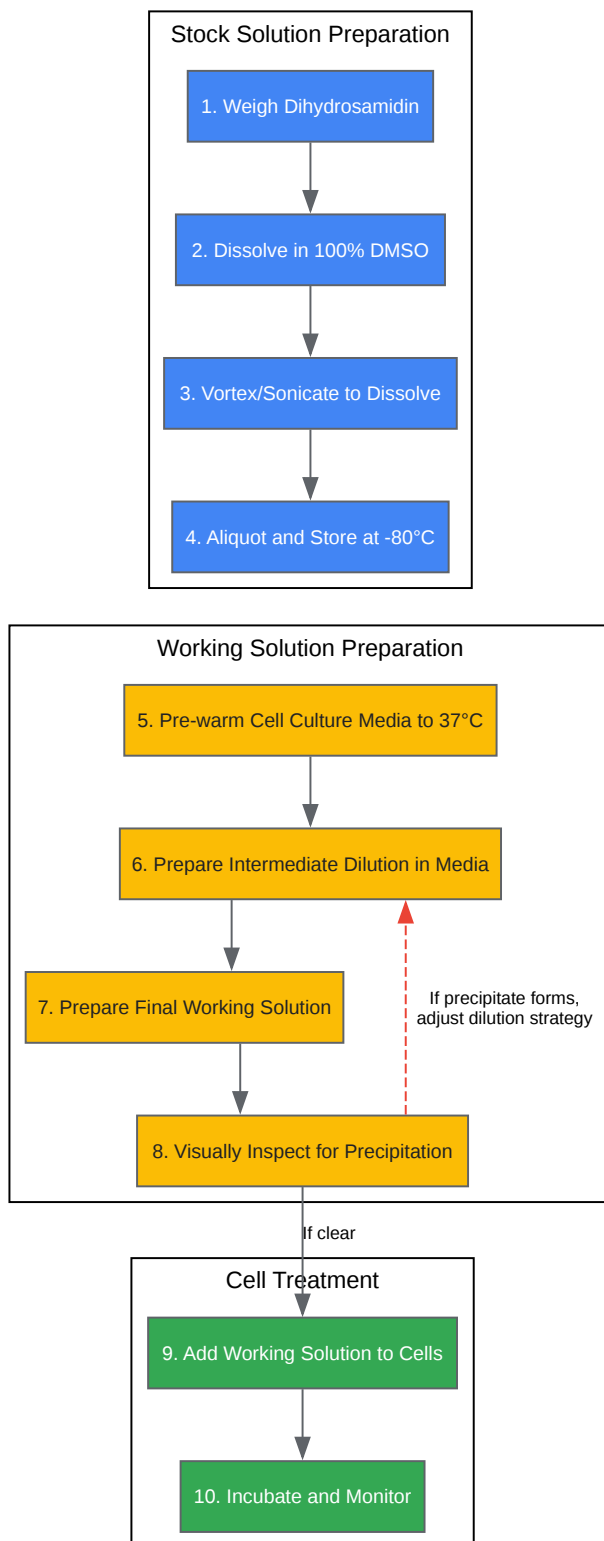 Stock Solution Preparation
1. Weigh Dihydrosamidin
2. Dissolve in 100% DMSO
3. Vortex/Sonicate to Dissolve
4. Aliquot and Store at -80°C
Working Solution Preparation
5. Pre-warm Cell Culture Media to 37°C
6. Prepare Intermediate Dilution in Media
7. Prepare Final Working Solution
If precipitate forms,
adjust dilution strategy
8. Visually Inspect for Precipitation
If clear
Cell Treatment
9. Add Working Solution to Cells
10. Incubate and Monitor